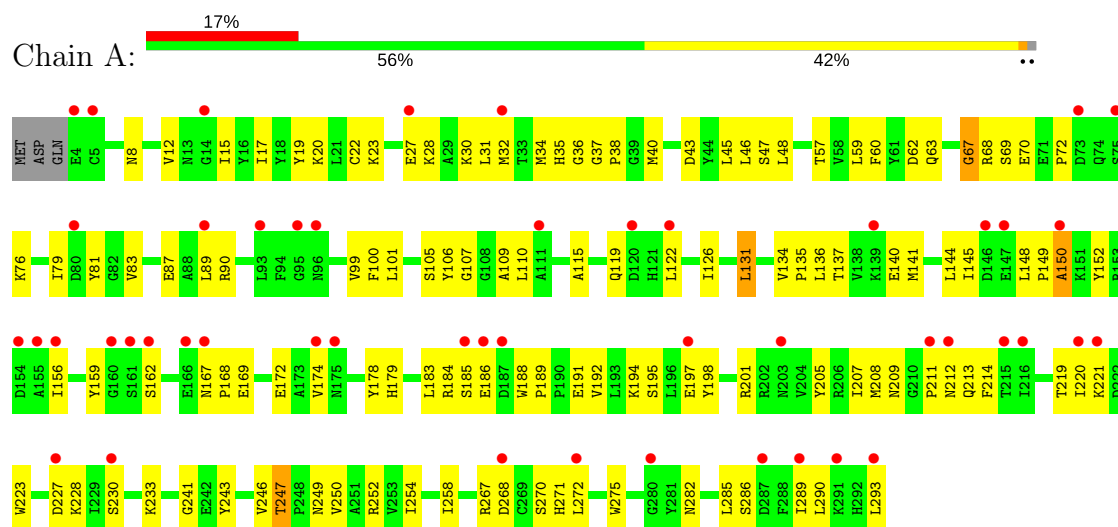 17%
Chain A:
56% 42%
MET ASP GLN E4 C5 N8 V12 N13 G14 I15 Y16 I17 Y18 Y19 K20 L21 C22 K23 E27 K28 A29 K30 L31 M32 T33 M34 H35 G36 G37 P38 G39 M40 D43 Y44 L45 L46 S47 L48 T57 V58 L59 F60 Y61 D62 Q63 G67 R68 S69 E70 E71 P72 D73 Q74 S75
K76 I79 D80 Y81 G82 V83 E87 A88 L89 R90 L93 F94 G95 N96 V99 F100 L101 S105 Y106 G107 G108 A109 L110 A111 A115 Q119 D120 H121 L122 I126 L131 V134 P135 L136 T137 V138 K139 E140 M141 L144 I145 D146 E147 L148 P149 A150 K151 Y152
D154 A155 I156 Y159 G160 S161 S162 E166 N167 P168 E169 E172 A173 V174 N175 Y178 H179 L183 R184 S185 E186 D187 W188 P189 P190 E191 V192 L193 K194 S195 L196 E197 Y198 R201 R202 N203 V204 Y205 R206 I207 M208 N209 G210 P211 N212 Q213 F214 T215 I216 T219 I220 K221
W223 D227 K228 I229 S230 K233 G241 E242 Y243 V246 T247 P248 N249 V250 A251 R252 V253 I254 I258 R267 D268 C269 S270 H271 L272 W275 G280 Y281 N282 L285 S286 D287 F288 I289 L290 K291 H292 L293